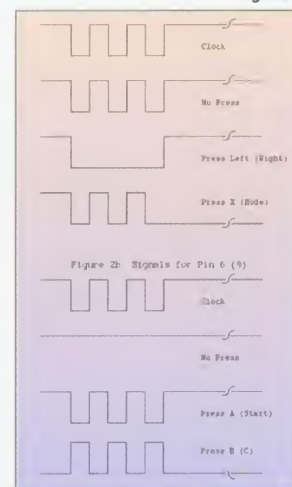 Clock
No Press
Press Left (Right)
Press X (Mode)
Figure 2b Signals for Pin 6 (9)
Clock
No Press
Press A (Start)
Press B (C)